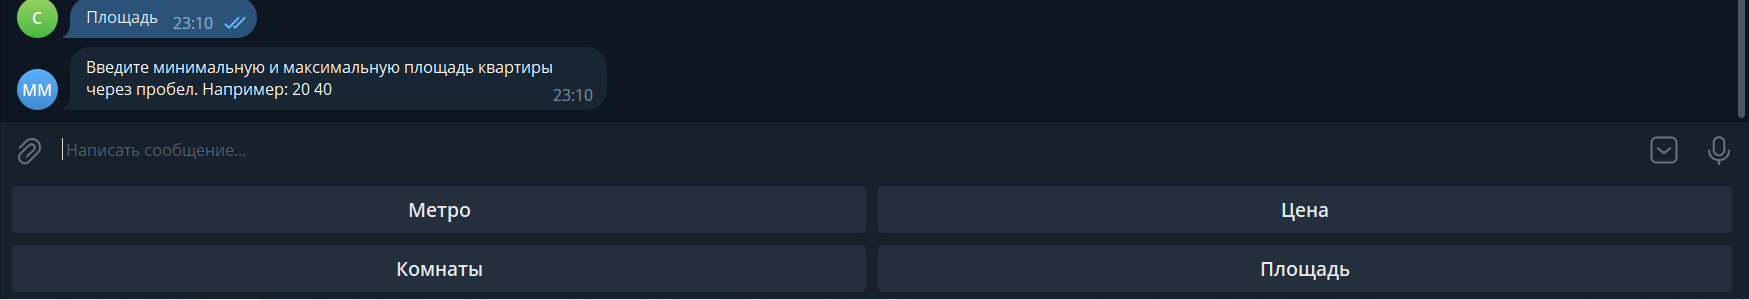 С
Площадь 23:10
ММ
Введите минимальную и максимальную площадь квартиры
через пробел. Например: 20 40 23:10
Написать сообщение...
Метро Цена
Комнаты Площадь